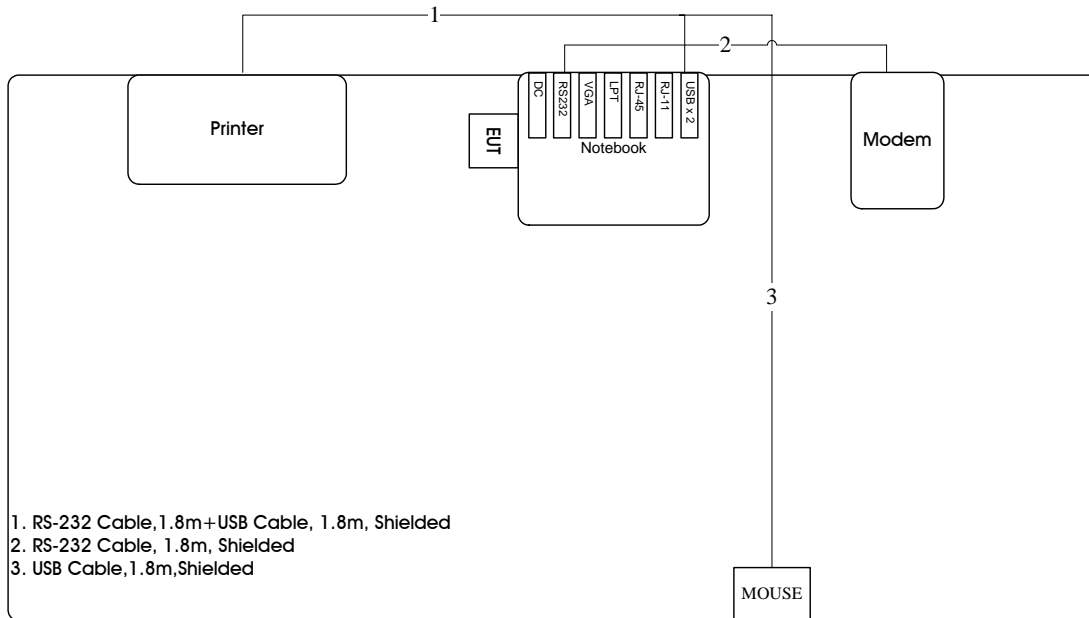 1
2
Printer
EUT
DC
RS232
VGA
LPT
RJ-45
RJ-11
USB x 2
Notebook
Modem
3
1. RS-232 Cable,1.8m+USB Cable, 1.8m, Shielded
2. RS-232 Cable, 1.8m, Shielded
3. USB Cable,1.8m,Shielded
MOUSE